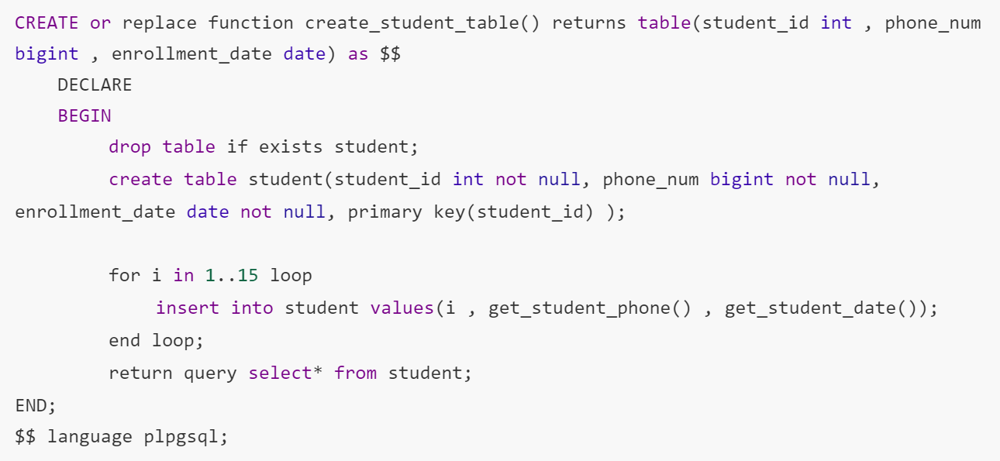 CREATE or replace function create_student_table() returns table(student_id int , phone_num
bigint , enrollment_date date) as $$
    DECLARE
    BEGIN
        drop table if exists student;
        create table student(student_id int not null, phone_num bigint not null,
enrollment_date date not null, primary key(student_id) );

        for i in 1..15 loop
            insert into student values(i , get_student_phone() , get_student_date());
        end loop;
        return query select* from student;
END;
$$ language plpgsql;